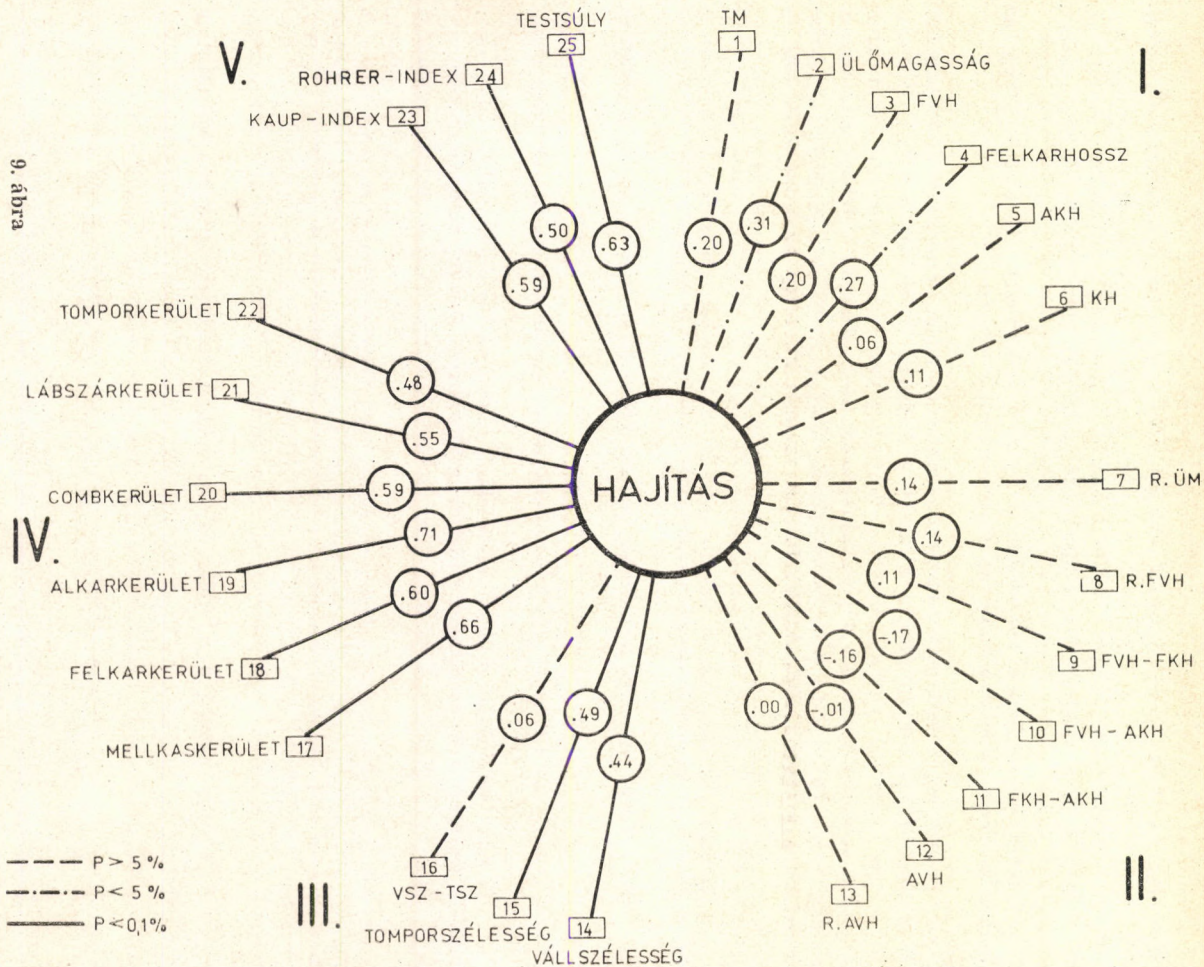 TESTSÚLY
25
TM
1
V.
I.
ROHRER-INDEX 24
2 ÜLŐMAGASSÁG
KAUP-INDEX 23
3 FVH
4 FELKARHOSSZ
5 AKH
6 KH
9. ábra
.50
.63
.20
.31
.20
.27
.59
.06
.11
TOMPORKERÜLET 22
.48
LÁBSZÁRKERÜLET 21
.55
COMBKERÜLET 20
.59
HAJÍTÁS
.14
7 R.ÜM
IV.
.71
.14
ALKARKERÜLET 19
8 R.FVH
.60
.11
FELKARKERÜLET 18
.66
-.17
9 FVH-FKH
-.16
MELLKASKERÜLET 17
.06
.49
.00
-.01
10 FVH-AKH
.44
11 FKH-AKH
12
AVH
16
VSZ-TSZ
13
R.AVH
II.
III.
15
TOMPORSZÉLESSÉG
14
VÁLLSZÉLESSÉG
P > 5 %
P < 5 %
P < 0,1%